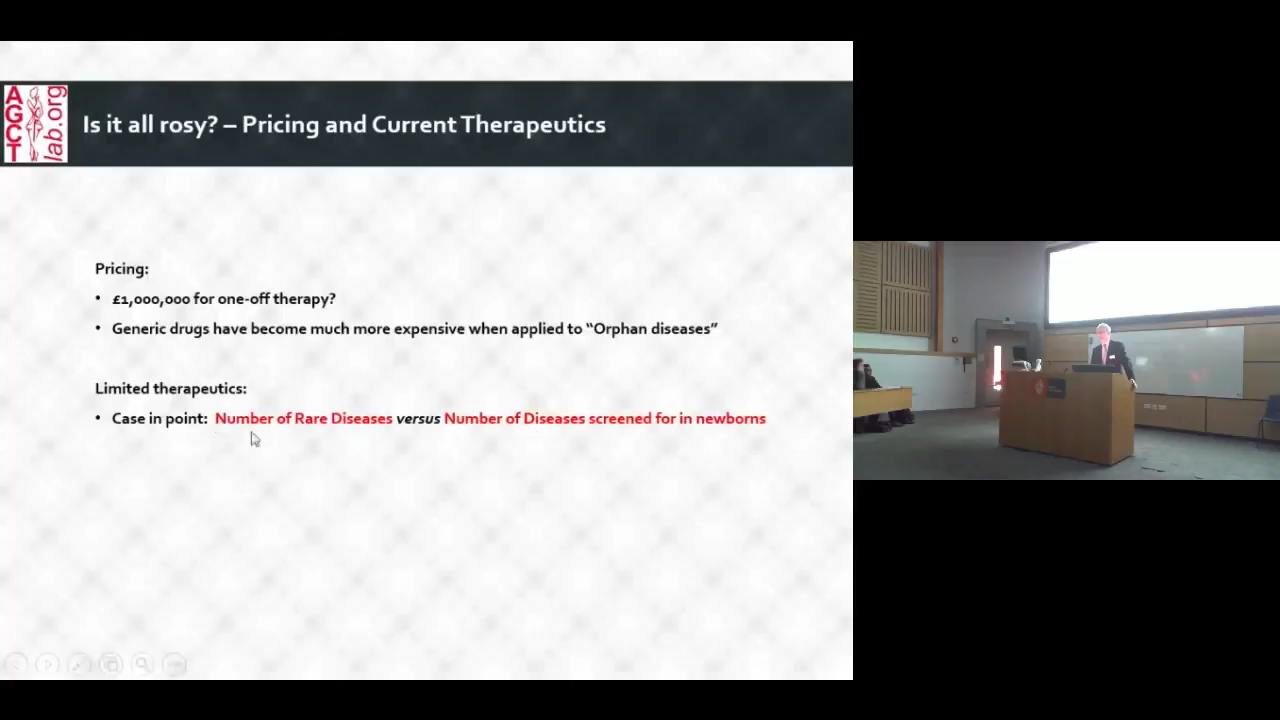 AGCT
lab.org
Is it all rosy? – Pricing and Current Therapeutics
Pricing:
• £1,000,000 for one-off therapy?
• Generic drugs have become much more expensive when applied to “Orphan diseases”
Limited therapeutics:
• Case in point: Number of Rare Diseases versus Number of Diseases screened for in newborns